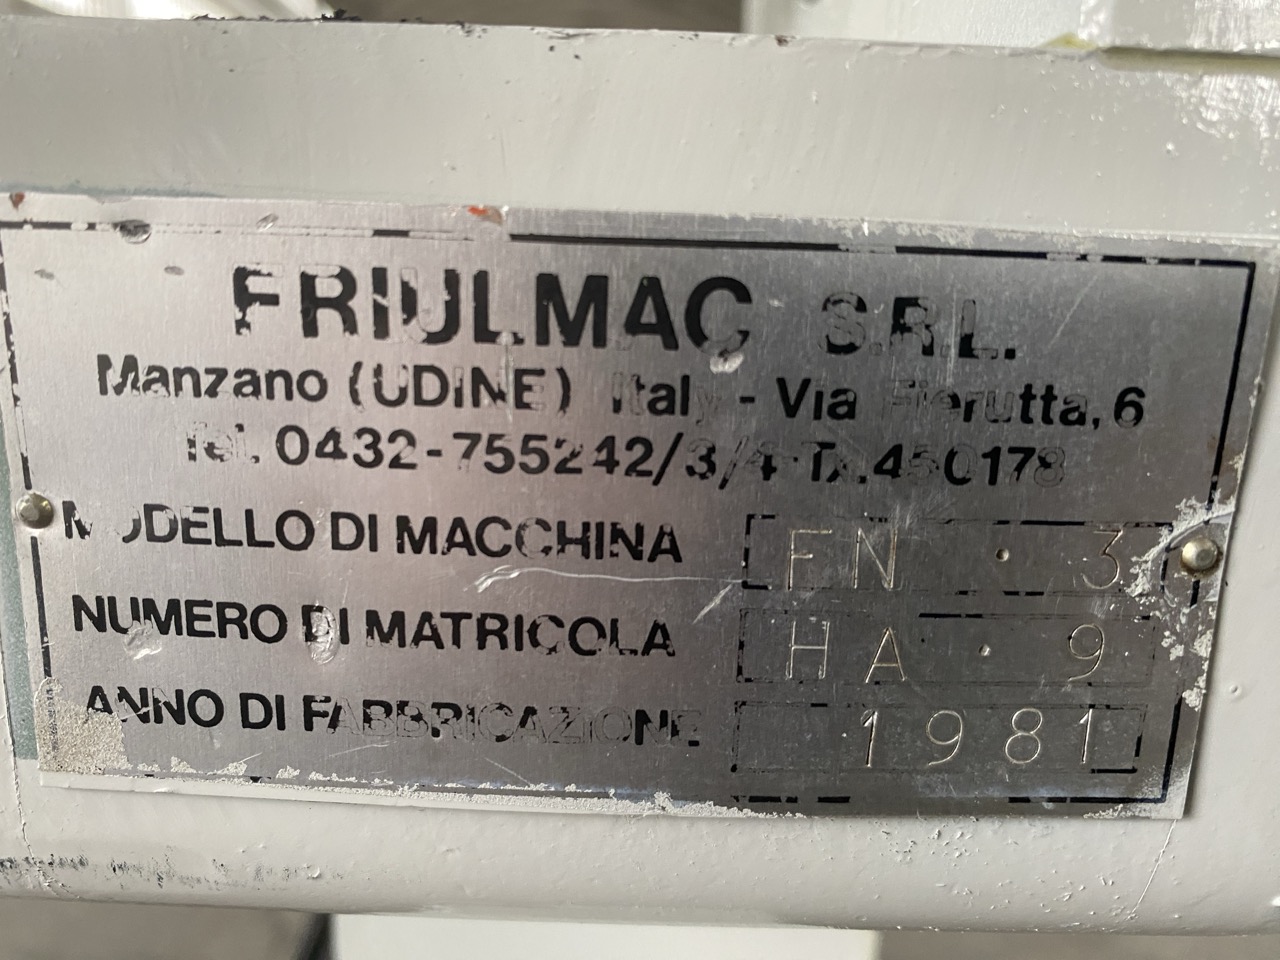 FRIULMAC S.R.L.
Manzano (UDINE) Italy - Via Fierutta, 6
Tel. 0432-755242/3/4 - Tx. 450178
MODELLO DI MACCHINA FN · 3
NUMERO DI MATRICOLA HA · 9
ANNO DI FABBRICAZIONE 1981